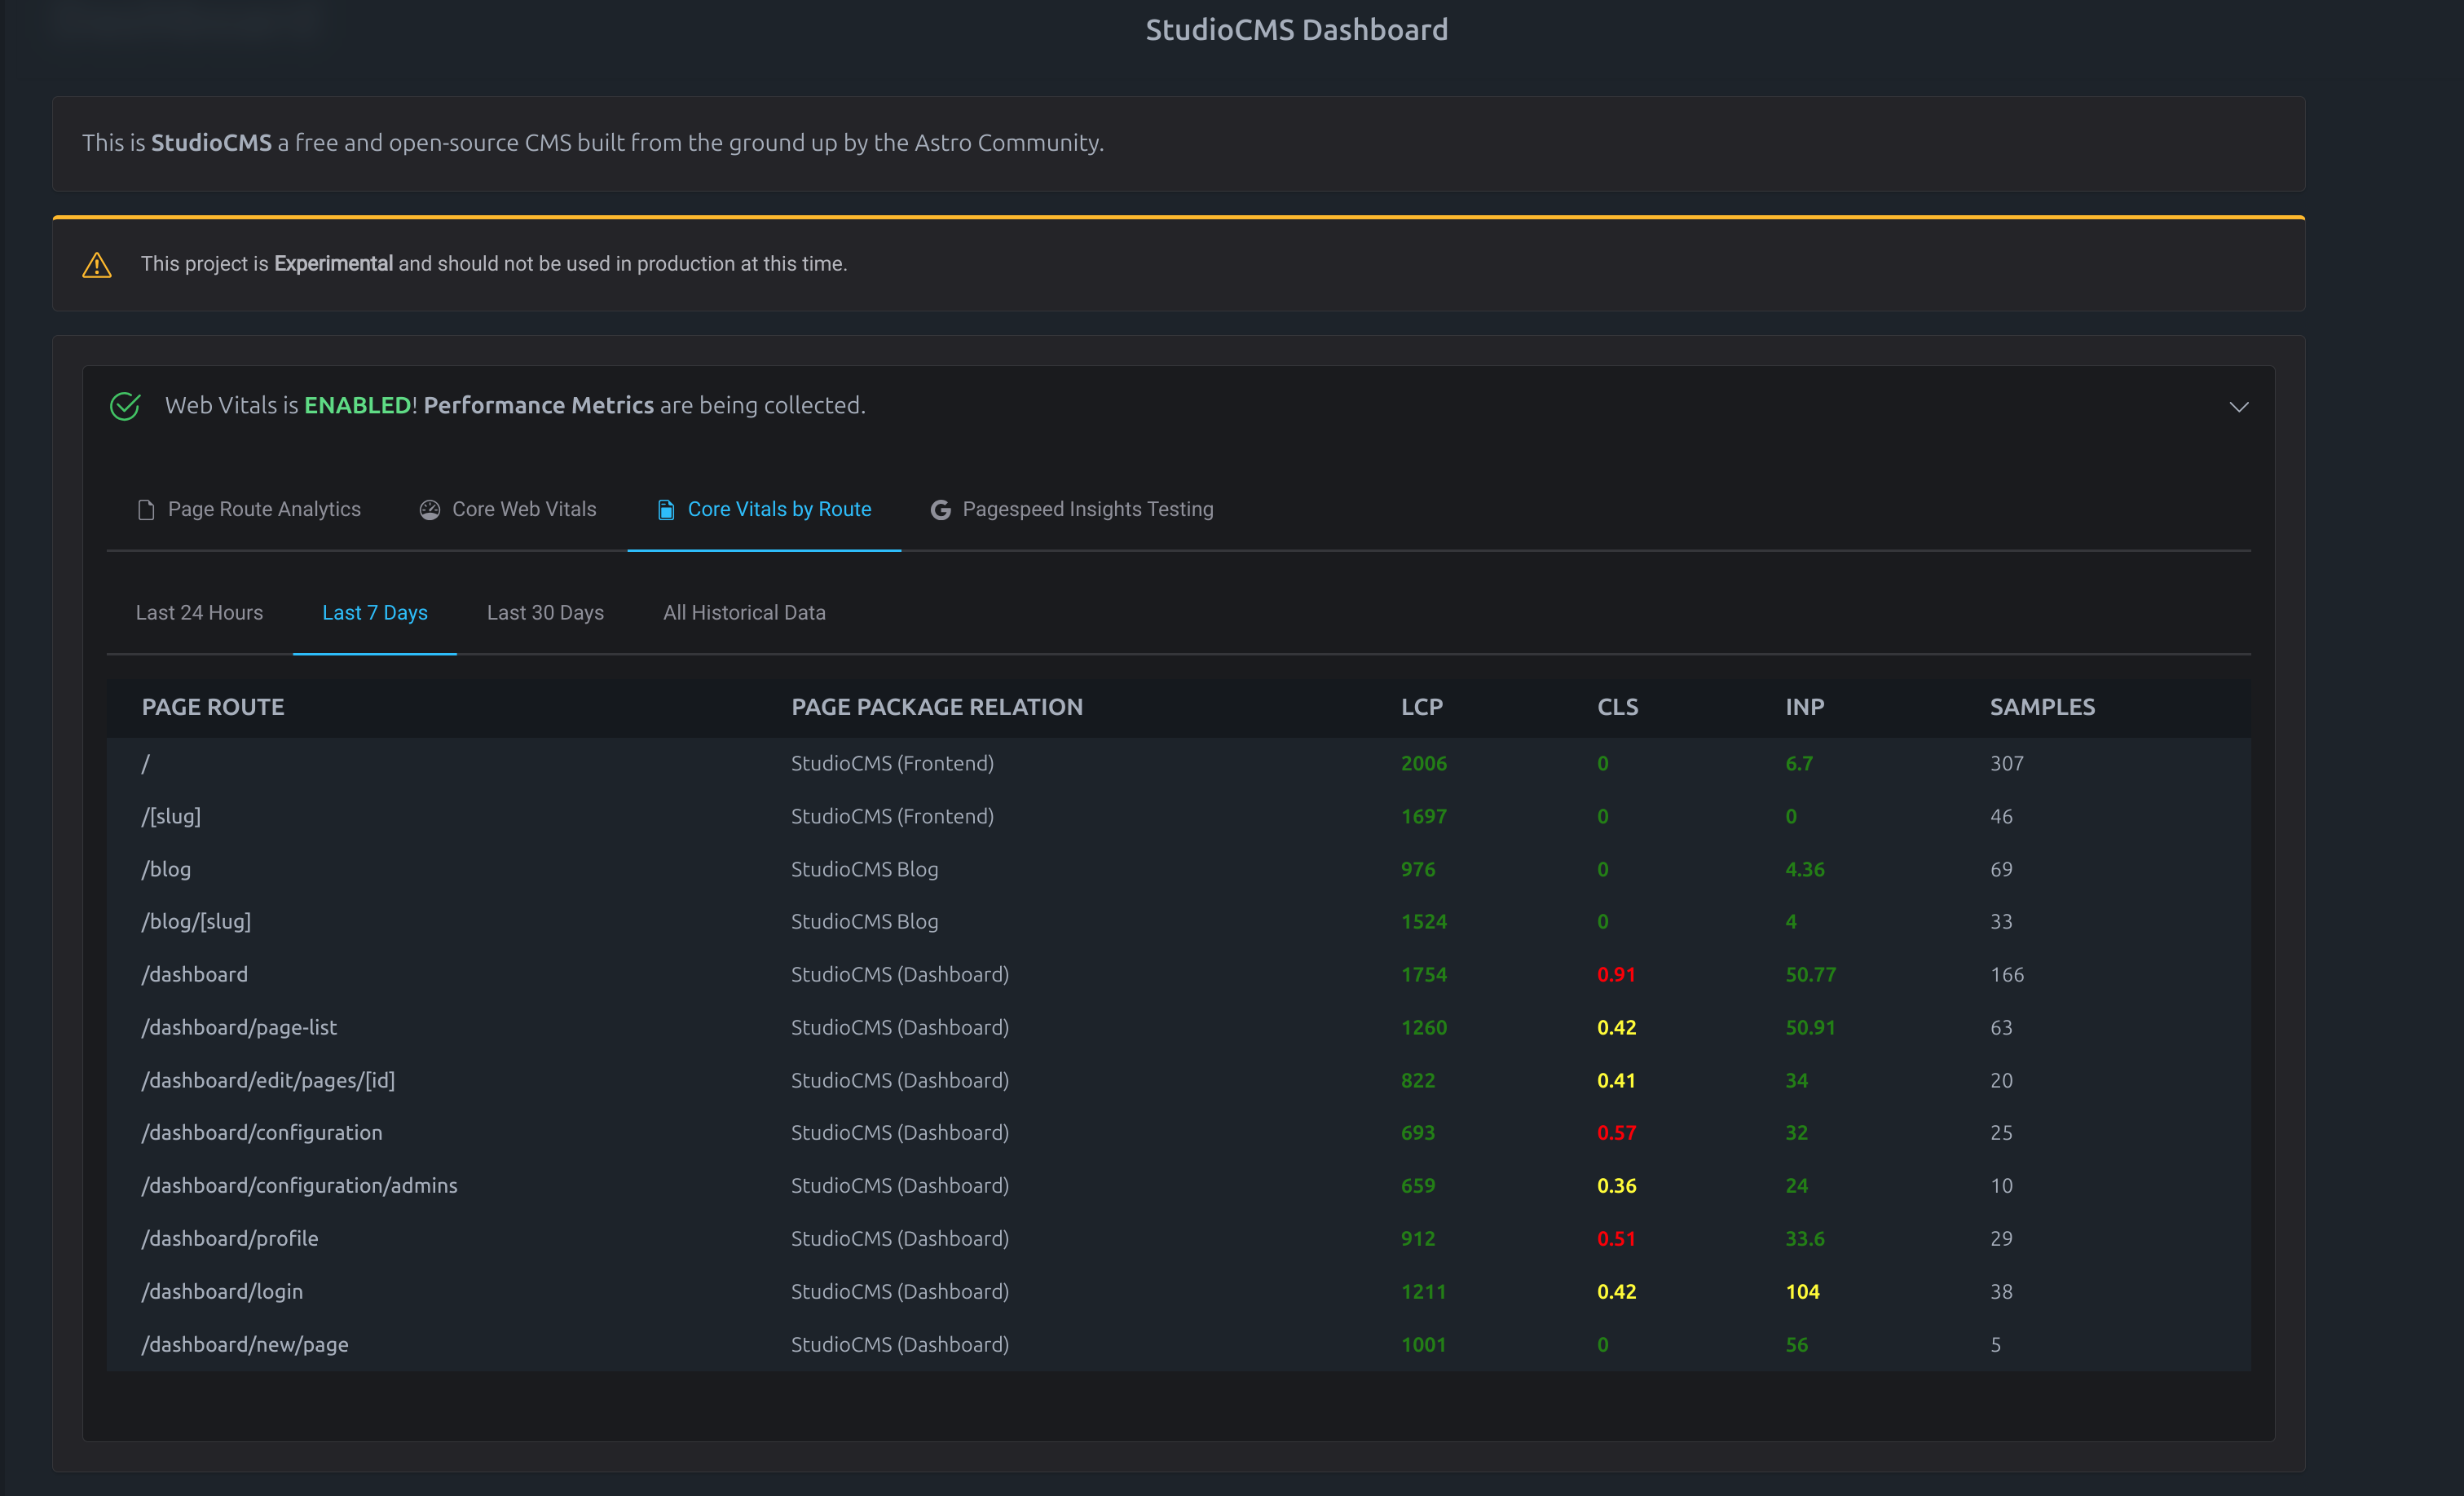 StudioCMS Dashboard
This is StudioCMS a free and open-source CMS built from the ground up by the Astro Community.
This project is Experimental and should not be used in production at this time.
Web Vitals is ENABLED! Performance Metrics are being collected.
Page Route Analytics Core Web Vitals Core Vitals by Route Pagespeed Insights Testing
Last 24 Hours Last 7 Days Last 30 Days All Historical Data
PAGE ROUTE PAGE PACKAGE RELATION LCP CLS INP SAMPLES
/ StudioCMS (Frontend) 2006 0 6.7 307
/[slug] StudioCMS (Frontend) 1697 0 0 46
/blog StudioCMS Blog 976 0 4.36 69
/blog/[slug] StudioCMS Blog 1524 0 4 33
/dashboard StudioCMS (Dashboard) 1754 0.91 50.77 166
/dashboard/page-list StudioCMS (Dashboard) 1260 0.42 50.91 63
/dashboard/edit/pages/[id] StudioCMS (Dashboard) 822 0.41 34 20
/dashboard/configuration StudioCMS (Dashboard) 693 0.57 32 25
/dashboard/configuration/admins StudioCMS (Dashboard) 659 0.36 24 10
/dashboard/profile StudioCMS (Dashboard) 912 0.51 33.6 29
/dashboard/login StudioCMS (Dashboard) 1211 0.42 104 38
/dashboard/new/page StudioCMS (Dashboard) 1001 0 56 5